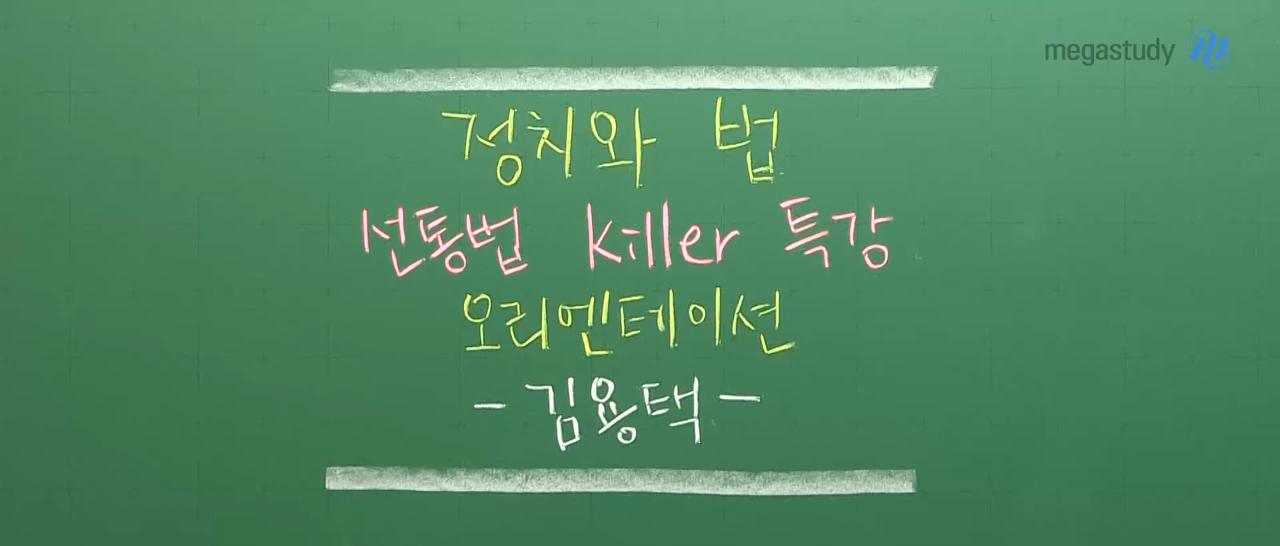 megastudy
정치와 법
선통법 killer 특강
오리엔테이션
- 김용택 -